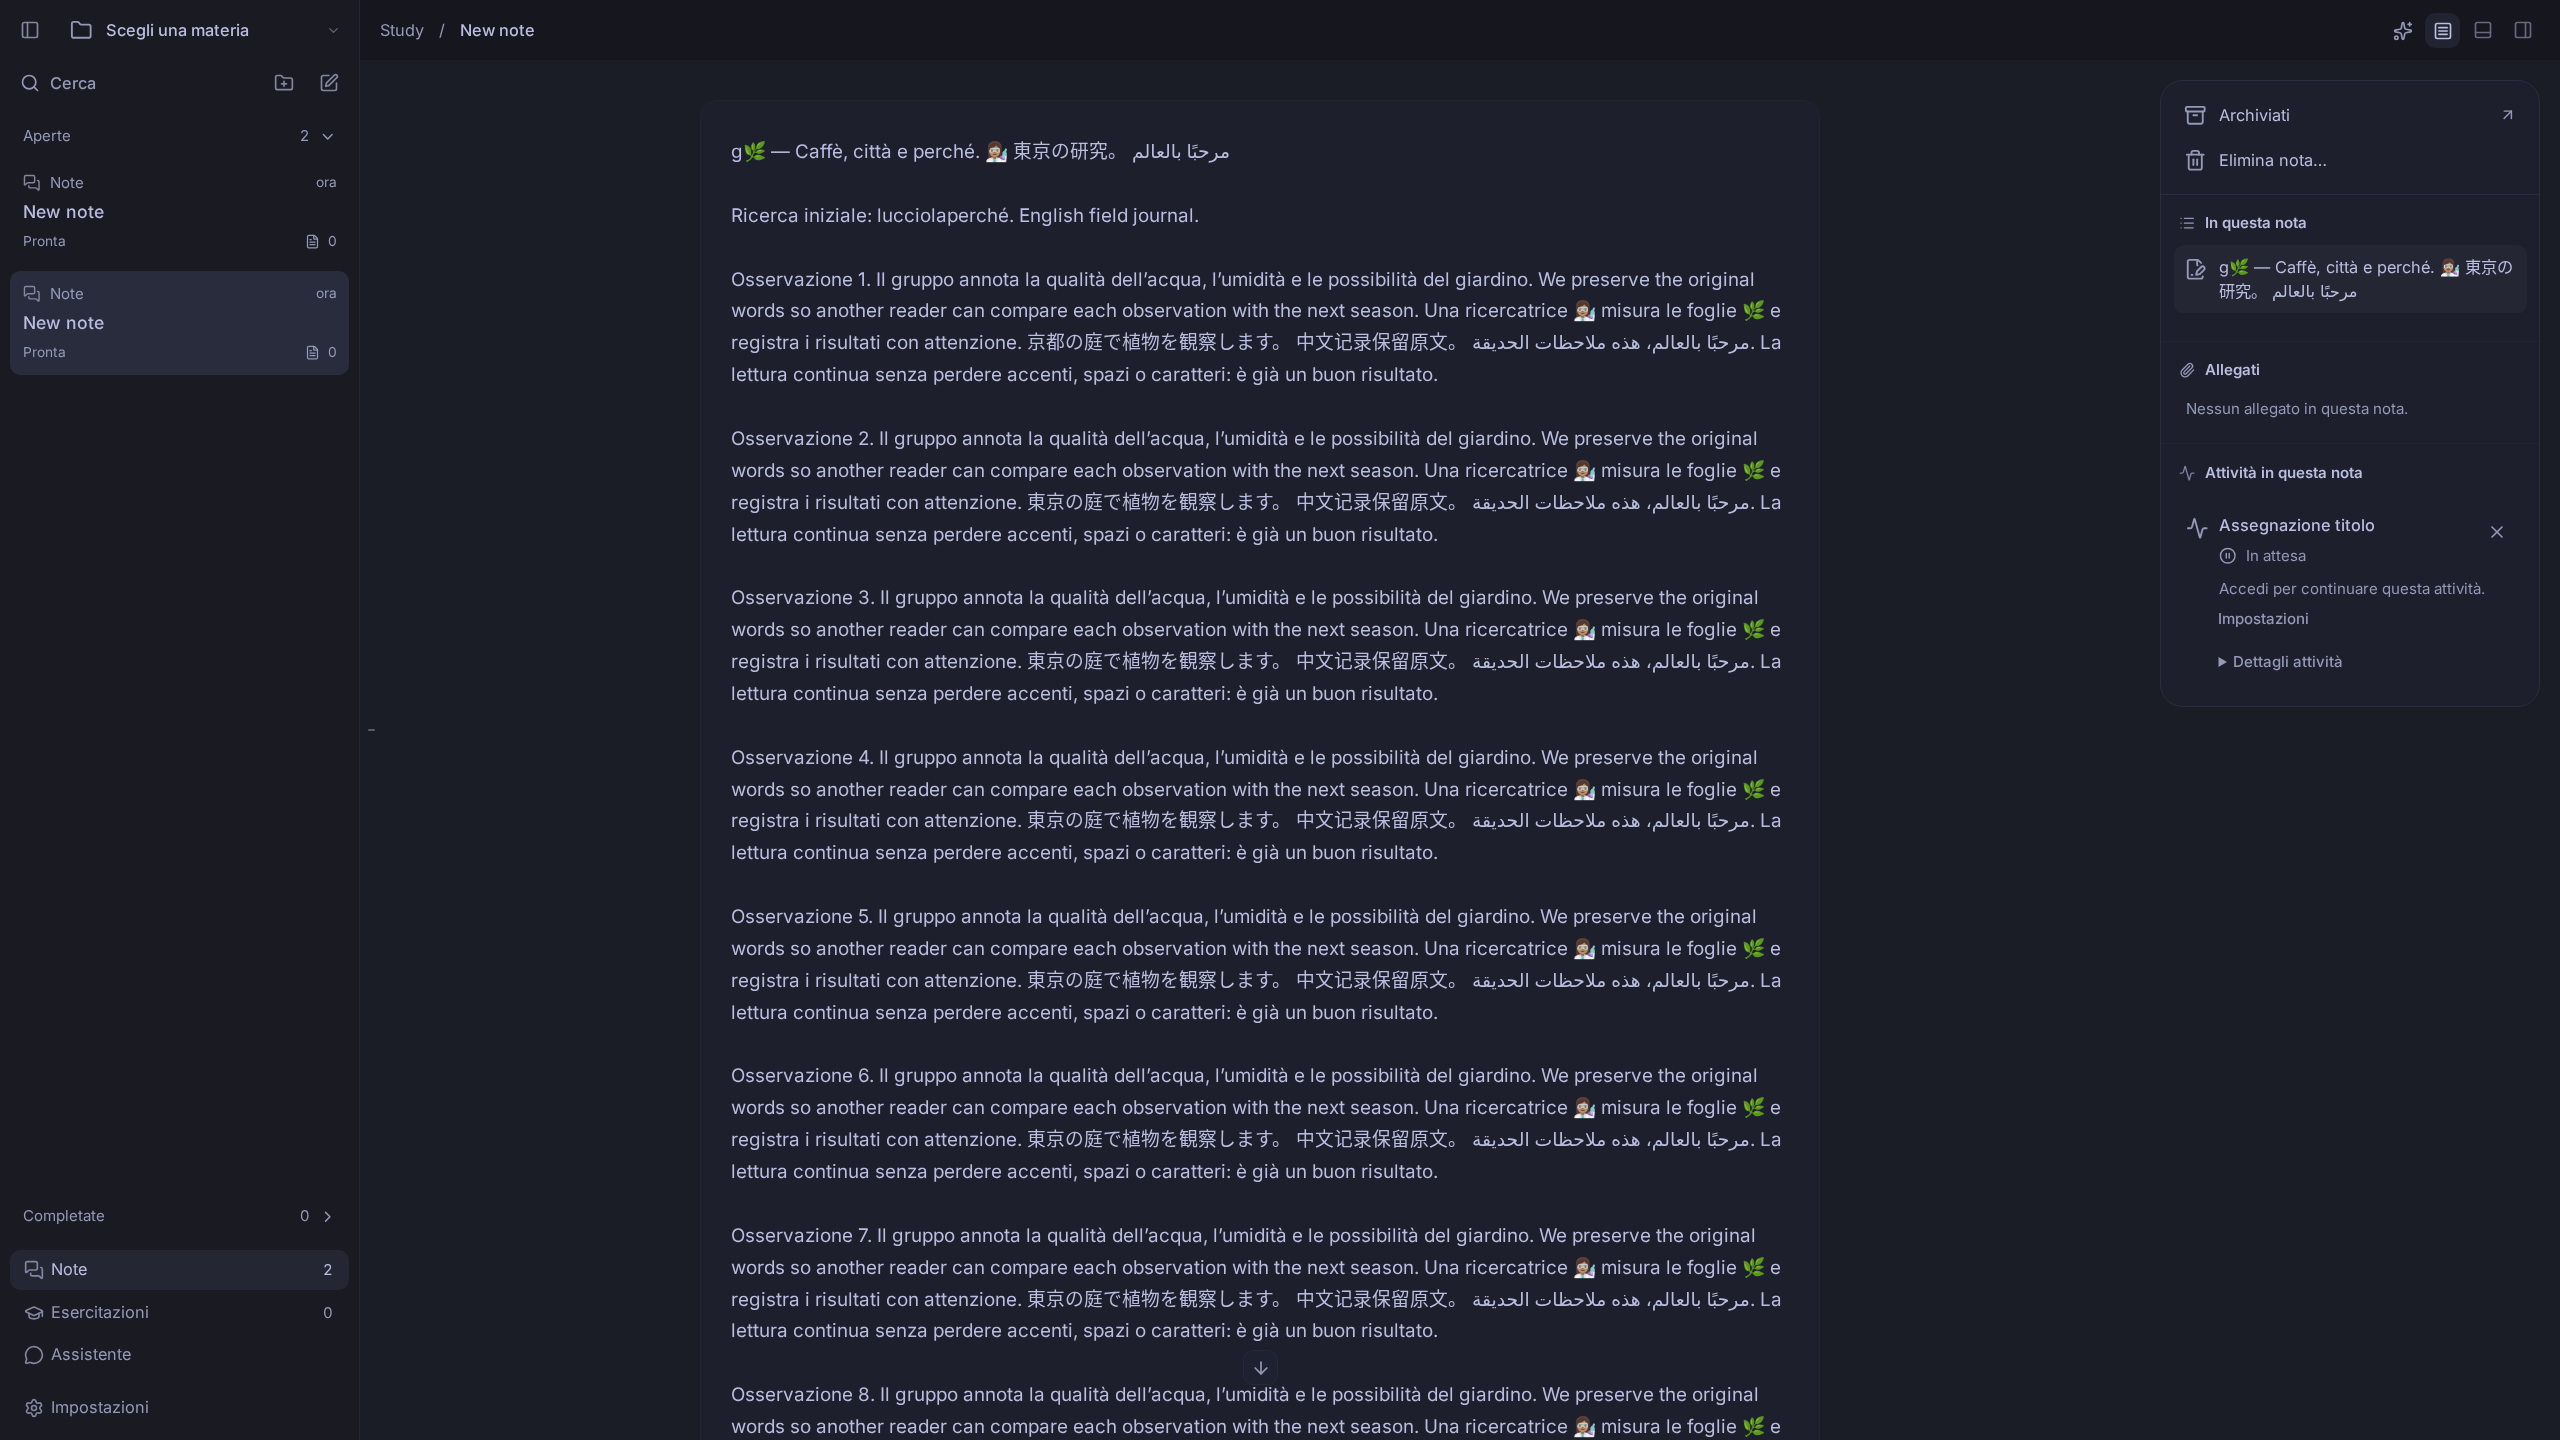 Scegli una materia
Cerca
Aperte 2
Note ora
New note
Pronta 0
Note ora
New note
Pronta 0
Completate 0
Note 2
Esercitazioni 0
Assistente
Impostazioni
Study / New note
g🌿 — Caffè, città e perché. 👩🏽‍🔬 東京の研究。 مرحبًا بالعالم
Ricerca iniziale: lucciolaperché. English field journal.
Osservazione 1. Il gruppo annota la qualità dell’acqua, l’umidità e le possibilità del giardino. We preserve the original
words so another reader can compare each observation with the next season. Una ricercatrice 👩🏽‍🔬 misura le foglie 🌿 e
registra i risultati con attenzione. 京都の庭で植物を観察します。 中文记录保留原文。 مرحبًا بالعالم، هذه ملاحظات الحديقة. La
lettura continua senza perdere accenti, spazi o caratteri: è già un buon risultato.
Osservazione 2. Il gruppo annota la qualità dell’acqua, l’umidità e le possibilità del giardino. We preserve the original
words so another reader can compare each observation with the next season. Una ricercatrice 👩🏽‍🔬 misura le foglie 🌿 e
registra i risultati con attenzione. 東京の庭で植物を観察します。 中文记录保留原文。 مرحبًا بالعالم، هذه ملاحظات الحديقة. La
lettura continua senza perdere accenti, spazi o caratteri: è già un buon risultato.
Osservazione 3. Il gruppo annota la qualità dell’acqua, l’umidità e le possibilità del giardino. We preserve the original
words so another reader can compare each observation with the next season. Una ricercatrice 👩🏽‍🔬 misura le foglie 🌿 e
registra i risultati con attenzione. 東京の庭で植物を観察します。 中文记录保留原文。 مرحبًا بالعالم، هذه ملاحظات الحديقة. La
lettura continua senza perdere accenti, spazi o caratteri: è già un buon risultato.
Osservazione 4. Il gruppo annota la qualità dell’acqua, l’umidità e le possibilità del giardino. We preserve the original
words so another reader can compare each observation with the next season. Una ricercatrice 👩🏽‍🔬 misura le foglie 🌿 e
registra i risultati con attenzione. 東京の庭で植物を観察します。 中文记录保留原文。 مرحبًا بالعالم، هذه ملاحظات الحديقة. La
lettura continua senza perdere accenti, spazi o caratteri: è già un buon risultato.
Osservazione 5. Il gruppo annota la qualità dell’acqua, l’umidità e le possibilità del giardino. We preserve the original
words so another reader can compare each observation with the next season. Una ricercatrice 👩🏽‍🔬 misura le foglie 🌿 e
registra i risultati con attenzione. 東京の庭で植物を観察します。 中文记录保留原文。 مرحبًا بالعالم، هذه ملاحظات الحديقة. La
lettura continua senza perdere accenti, spazi o caratteri: è già un buon risultato.
Osservazione 6. Il gruppo annota la qualità dell’acqua, l’umidità e le possibilità del giardino. We preserve the original
words so another reader can compare each observation with the next season. Una ricercatrice 👩🏽‍🔬 misura le foglie 🌿 e
registra i risultati con attenzione. 東京の庭で植物を観察します。 中文记录保留原文。 مرحبًا بالعالم، هذه ملاحظات الحديقة. La
lettura continua senza perdere accenti, spazi o caratteri: è già un buon risultato.
Osservazione 7. Il gruppo annota la qualità dell’acqua, l’umidità e le possibilità del giardino. We preserve the original
words so another reader can compare each observation with the next season. Una ricercatrice 👩🏽‍🔬 misura le foglie 🌿 e
registra i risultati con attenzione. 東京の庭で植物を観察します。 中文记录保留原文。 مرحبًا بالعالم، هذه ملاحظات الحديقة. La
lettura continua senza perdere accenti, spazi o caratteri: è già un buon risultato.
Osservazione 8. Il gruppo annota la qualità dell’acqua, l’umidità e le possibilità del giardino. We preserve the original
words so another reader can compare each observation with the next season. Una ricercatrice 👩🏽‍🔬 misura le foglie 🌿 e
Archiviati
Elimina nota...
In questa nota
g🌿 — Caffè, città e perché. 👩🏽‍🔬 東京の
研究。 مرحبًا بالعالم
Allegati
Nessun allegato in questa nota.
Attività in questa nota
Assegnazione titolo
In attesa
Accedi per continuare questa attività.
Impostazioni
Dettagli attività